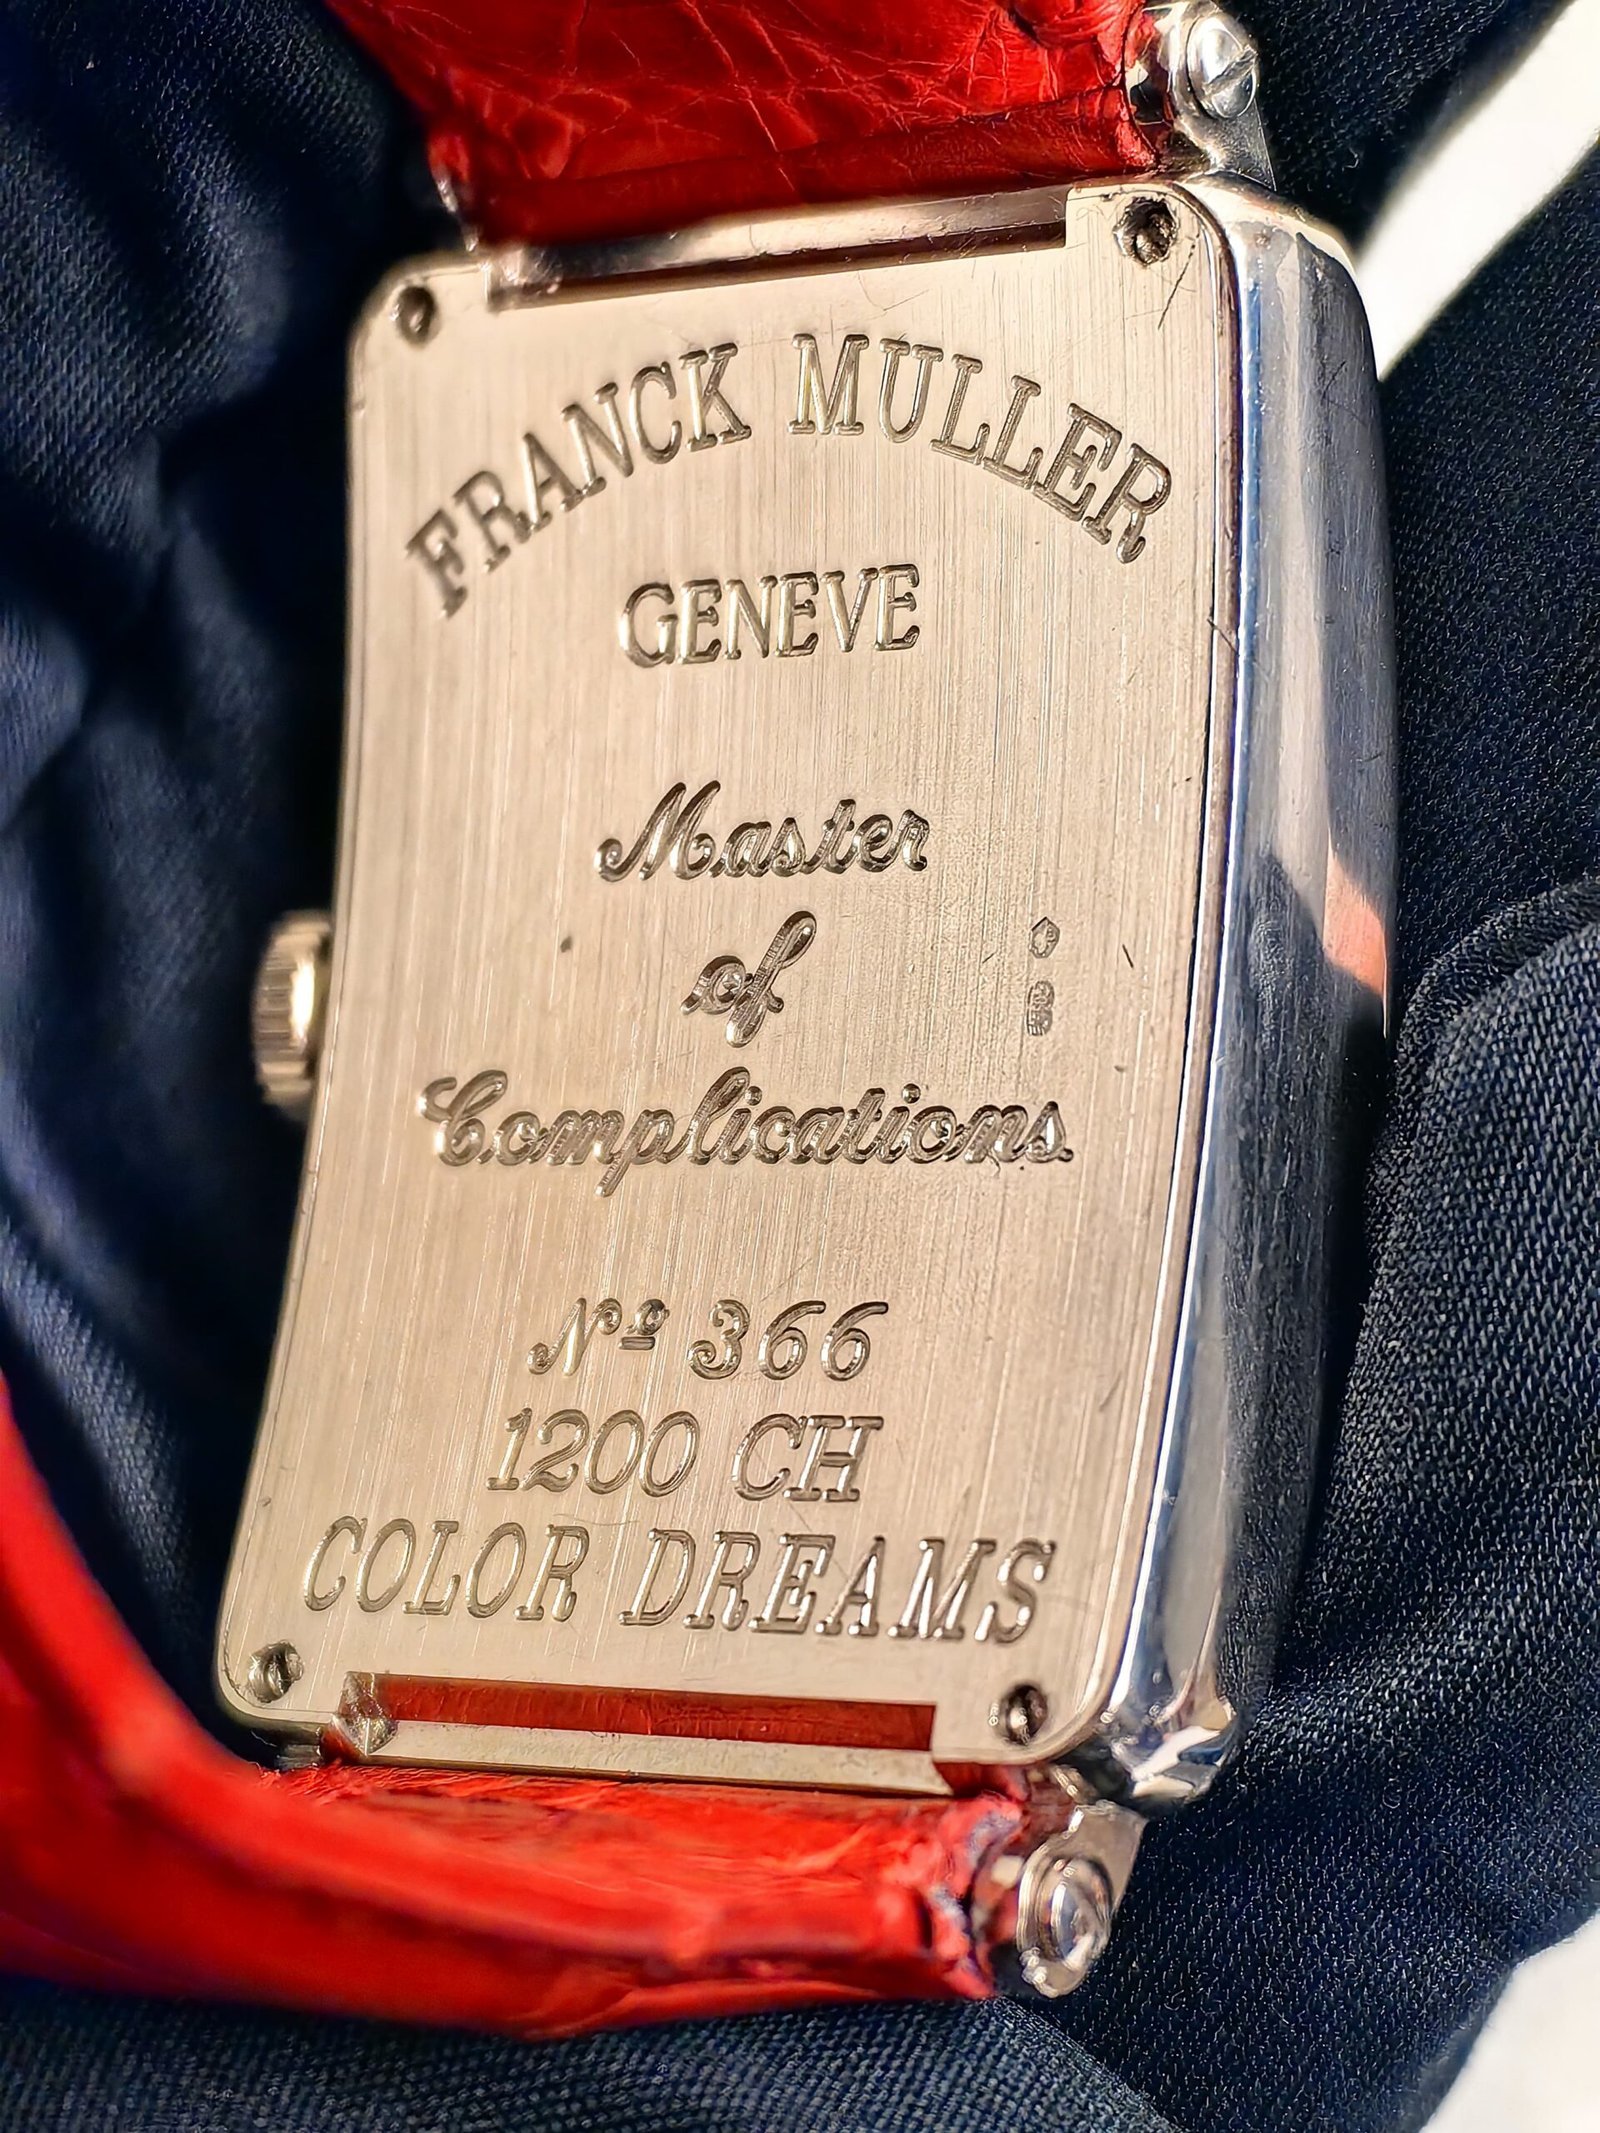 FRANCK MULLER
GENEVE
Master
of
Complications
Nº 366
1200 CH
COLOR DREAMS